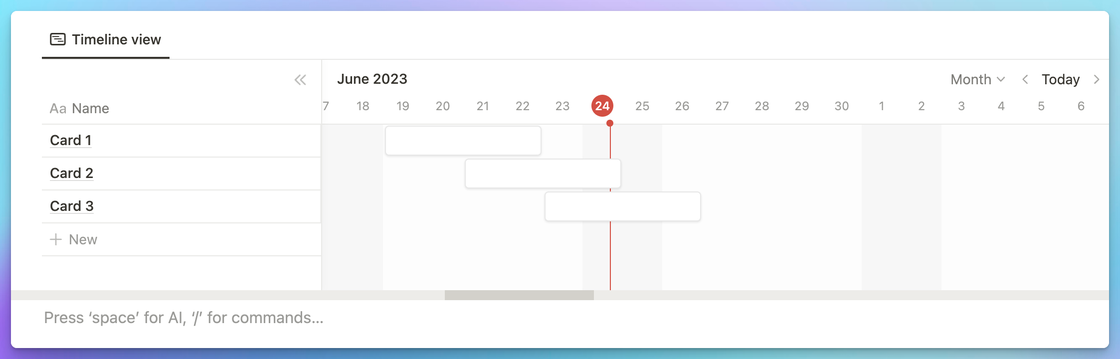 Timeline view
June 2023 Month Today
Aa Name 7 18 19 20 21 22 23 24 25 26 27 28 29 30 1 2 3 4 5 6
Card 1
Card 2
Card 3
+ New
Press ‘space’ for AI, ‘/’ for commands...